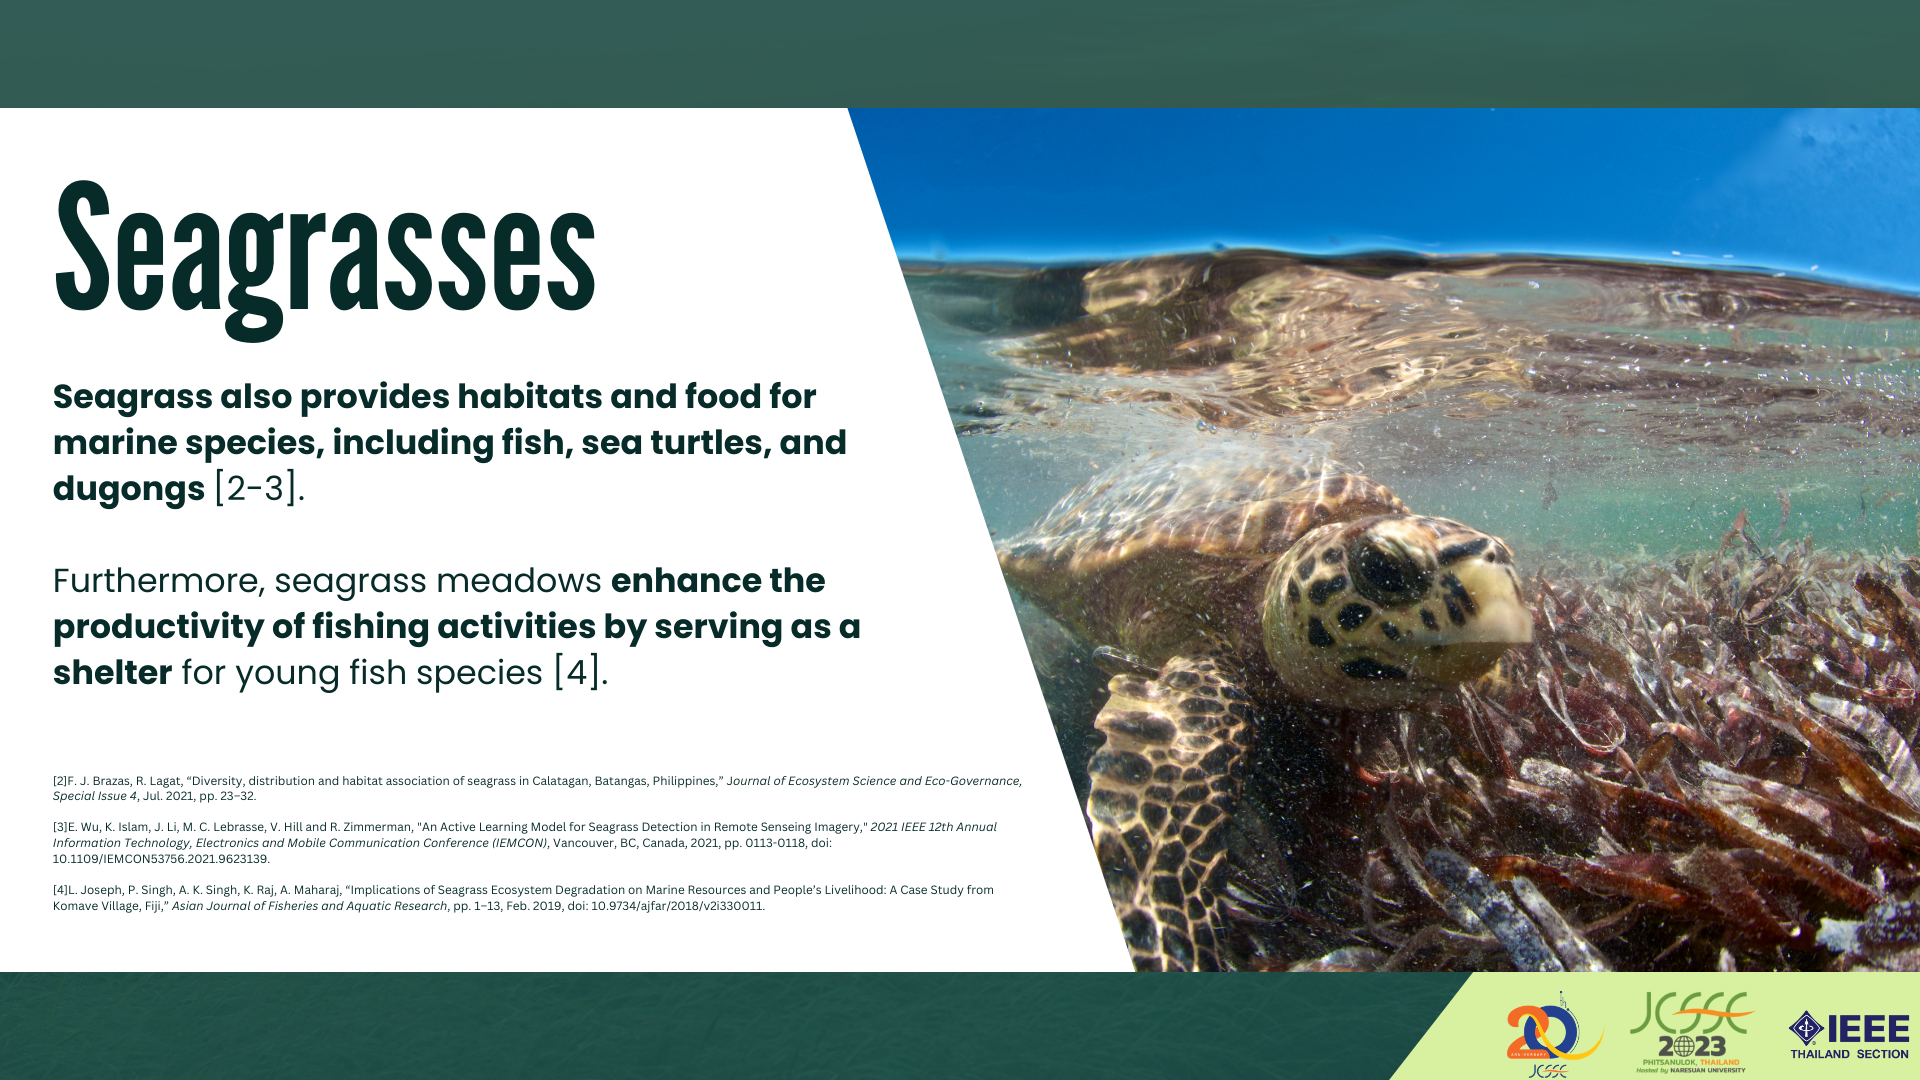 Seagrasses
Seagrass also provides habitats and food for
marine species, including fish, sea turtles, and
dugongs [2-3].
Furthermore, seagrass meadows enhance the
productivity of fishing activities by serving as a
shelter for young fish species [4].
[2]F. J. Brazas, R. Lagat, “Diversity, distribution and habitat association of seagrass in Calatagan, Batangas, Philippines,” Journal of Ecosystem Science and Eco-Governance,
Special Issue 4, Jul. 2021, pp. 23–32.
[3]E. Wu, K. Islam, J. Li, M. C. Lebrasse, V. Hill and R. Zimmerman, "An Active Learning Model for Seagrass Detection in Remote Senseing Imagery," 2021 IEEE 12th Annual
Information Technology, Electronics and Mobile Communication Conference (IEMCON), Vancouver, BC, Canada, 2021, pp. 0113-0118, doi:
10.1109/IEMCON53756.2021.9623139.
[4]L. Joseph, P. Singh, A. K. Singh, K. Raj, A. Maharaj, “Implications of Seagrass Ecosystem Degradation on Marine Resources and People’s Livelihood: A Case Study from
Komave Village, Fiji,” Asian Journal of Fisheries and Aquatic Research, pp. 1–13, Feb. 2019, doi: 10.9734/ajfar/2018/v2i330011.
20
JCSSE
JCSSE
2023
PHITSANULOK, THAILAND
Hosted by NARESUAN UNIVERSITY
IEEE
THAILAND SECTION